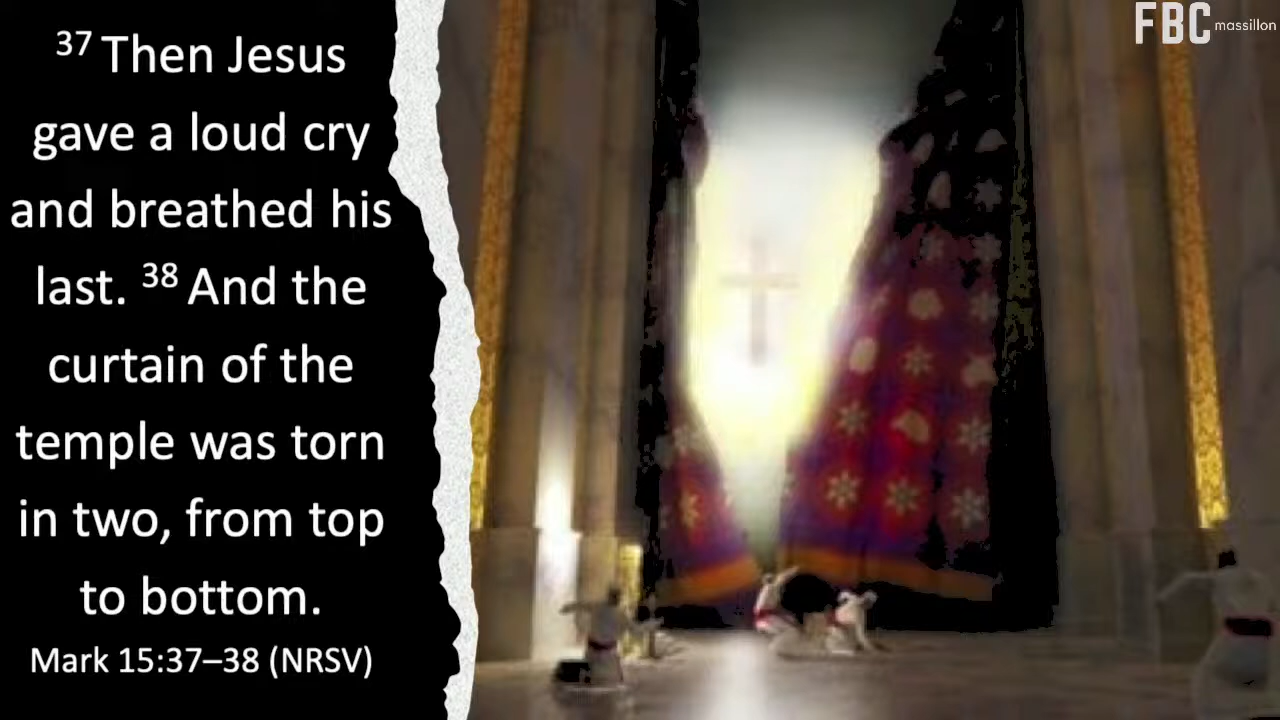 37 Then Jesus
gave a loud cry
and breathed his
last. 38 And the
curtain of the
temple was torn
in two, from top
to bottom.
Mark 15:37–38 (NRSV)
FBC massillon